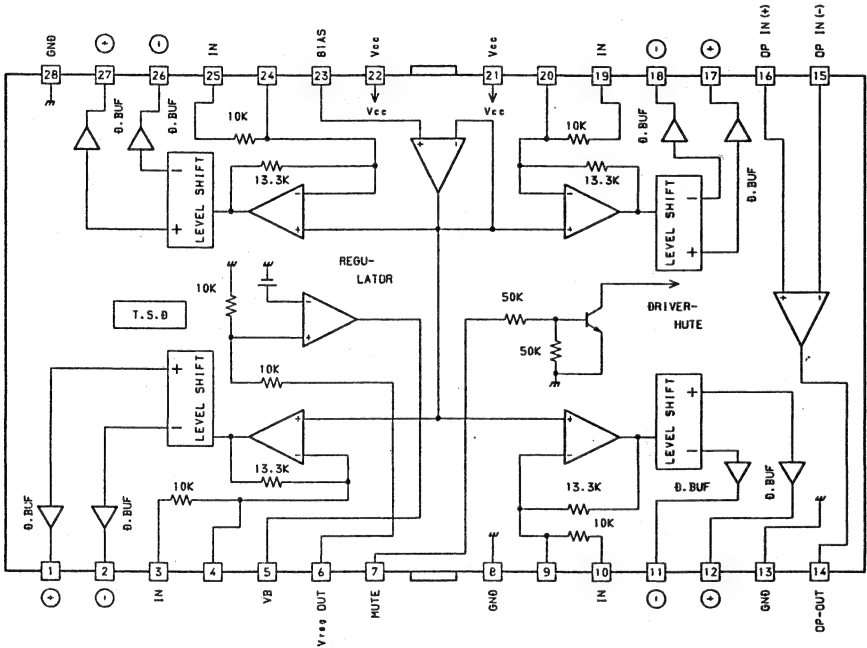 GND
+
-
IN
BIAS
Vcc
Vcc
IN
-
+
OP IN(+)
OP IN(-)
28
27
26
25
24
23
22
21
20
19
18
17
16
15
Vcc
Vcc
D.BUF
D.BUF
10K
+
-
10K
D.BUF
D.BUF
-
+
LEVEL SHIFT
13.3K
-
+
13.3K
-
+
LEVEL SHIFT
-
+
REGU-
LATOR
10K
-
+
50K
DRIVER-
HUTE
+
-
T.S.D
50K
LEVEL SHIFT
+
-
10K
+
-
+
-
LEVEL SHIFT
+
-
13.3K
10K
13.3K
10K
D.BUF
D.BUF
D.BUF
D.BUF
1
2
3
4
5
6
7
8
9
10
11
12
13
14
+
-
IN
VB
Vreg OUT
MUTE
GND
IN
-
+
GND
OP-OUT